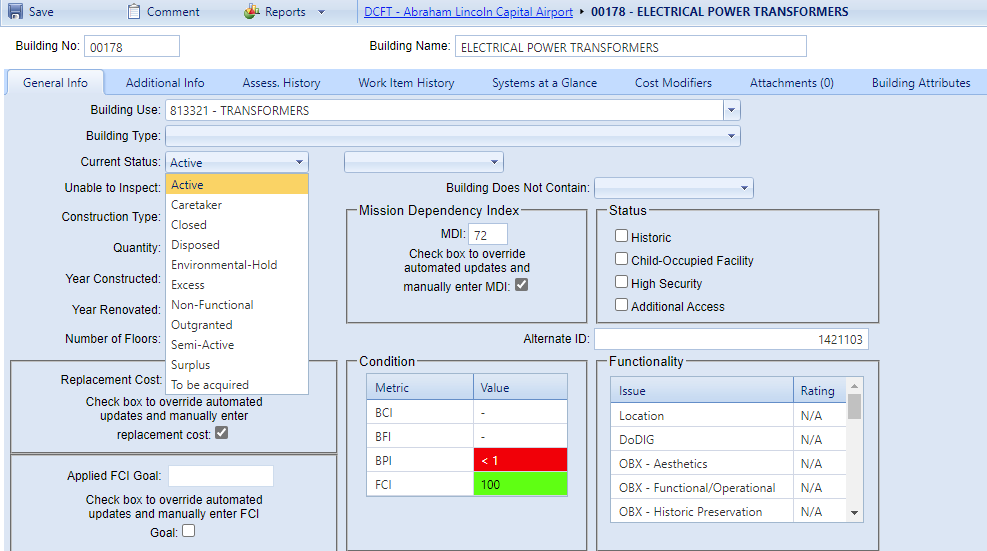 Save Comment Reports DCFT - Abraham Lincoln Capital Airport 00178 - ELECTRICAL POWER TRANSFORMERS
Building No: 00178 Building Name: ELECTRICAL POWER TRANSFORMERS
General Info Additional Info Assess. History Work Item History Systems at a Glance Cost Modifiers Attachments (0) Building Attributes
Building Use: 813321 - TRANSFORMERS
Building Type:
Current Status: Active
Active
Caretaker
Closed
Disposed
Environmental-Hold
Excess
Non-Functional
Outgranted
Semi-Active
Surplus
To be acquired
Unable to Inspect:
Building Does Not Contain:
Construction Type:
Quantity:
Year Constructed:
Year Renovated:
Number of Floors:
Mission Dependency Index
MDI: 72
Check box to override
automated updates and
manually enter MDI:
Status
Historic
Child-Occupied Facility
High Security
Additional Access
Alternate ID: 1421103
Replacement Cost:
Check box to override automated
updates and manually enter
replacement cost:
Applied FCI Goal:
Check box to override automated
updates and manually enter FCI
Goal:
Condition
Metric Value
BCI -
BFI -
BPI < 1
FCI 100
Functionality
Issue Rating
Location N/A
DoDIG N/A
OBX - Aesthetics N/A
OBX - Functional/Operational N/A
OBX - Historic Preservation N/A